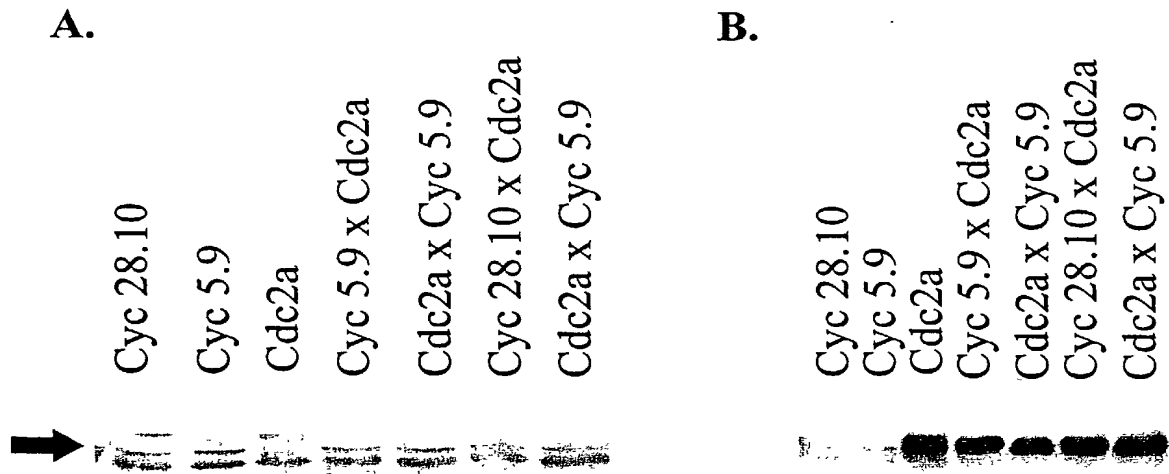 A.
Cyc 28.10
Cyc 5.9
Cdc2a
Cyc 5.9 x Cdc2a
Cdc2a x Cyc 5.9
Cyc 28.10 x Cdc2a
Cdc2a x Cyc 5.9
B.
Cyc 28.10
Cyc 5.9
Cdc2a
Cyc 5.9 x Cdc2a
Cdc2a x Cyc 5.9
Cyc 28.10 x Cdc2a
Cdc2a x Cyc 5.9